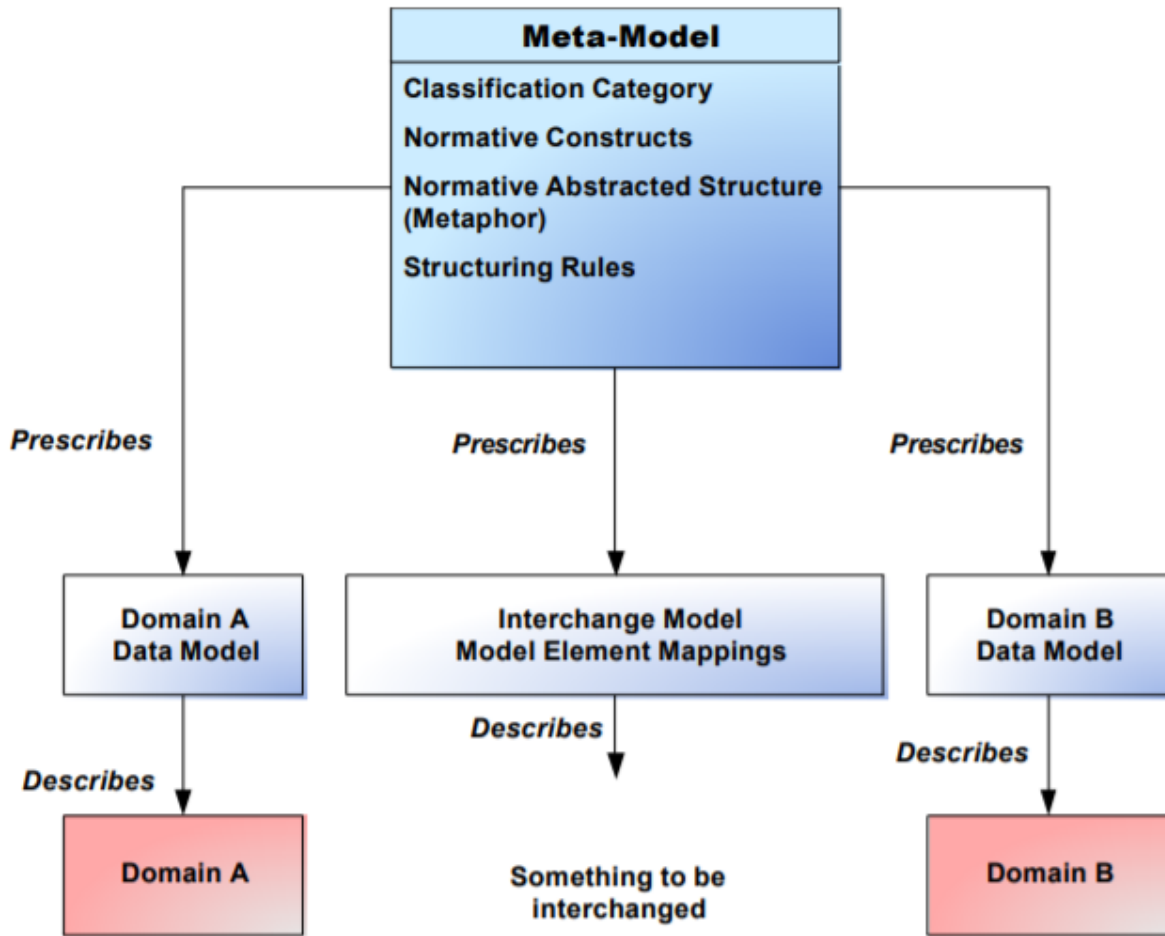 Meta-Model
Classification Category
Normative Constructs
Normative Abstracted Structure
(Metaphor)
Structuring Rules
Prescribes
Prescribes
Prescribes
Domain A
Data Model
Interchange Model
Model Element Mappings
Domain B
Data Model
Describes
Describes
Describes
Domain A
Something to be
interchanged
Domain B